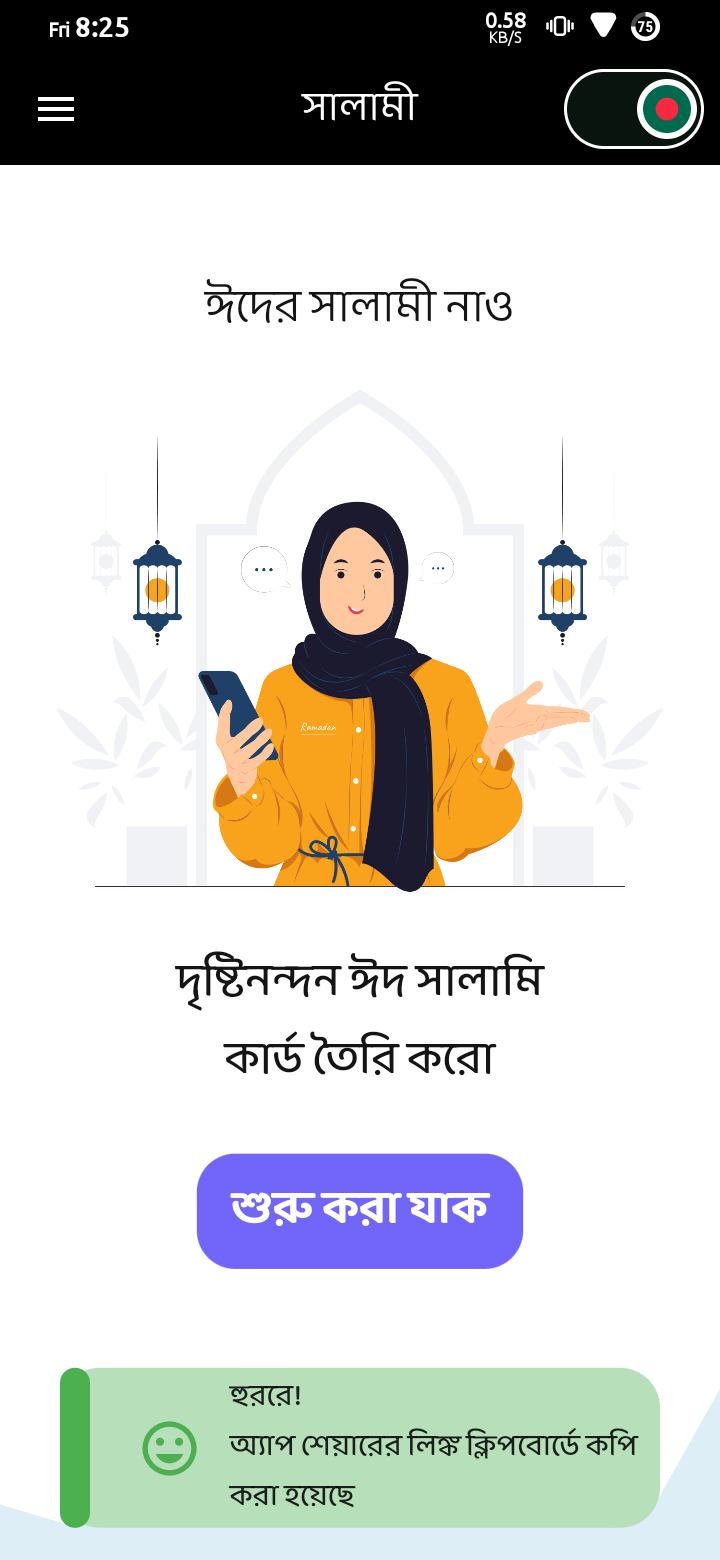 Fri 8:25
0.58
KB/S
75
সালামী
ঈদের সালামী নাও
Ramadan
দৃষ্টিনন্দন ঈদ সালামি
কার্ড তৈরি করো
শুরু করা যাক
হুররে!
অ্যাপ শেয়ারের লিঙ্ক ক্লিপবোর্ডে কপি
করা হয়েছে